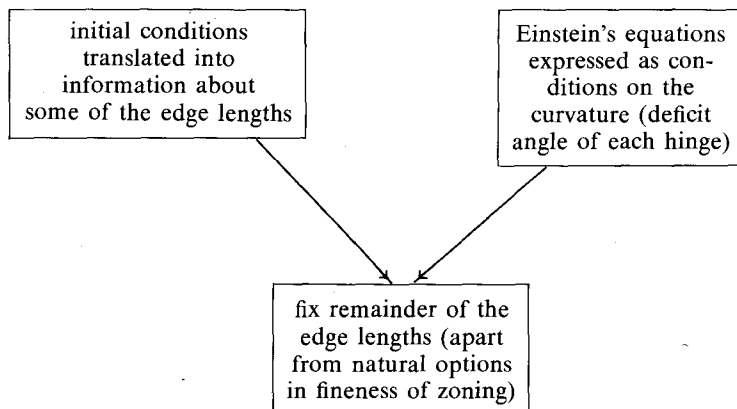 initial conditions
translated into
information about
some of the edge lengths
Einstein's equations
expressed as con-
ditions on the
curvature (deficit
angle of each hinge)
fix remainder of the
edge lengths (apart
from natural options
in fineness of zoning)